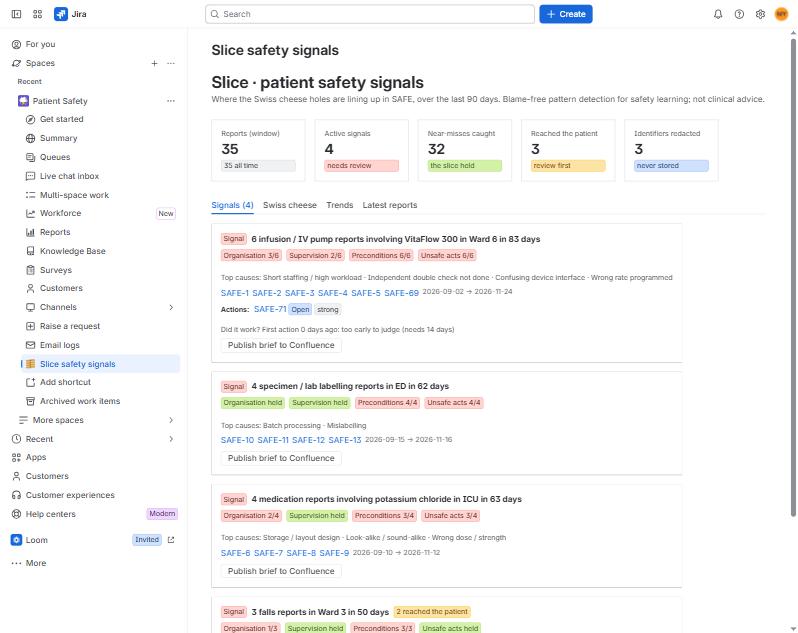 Jira
Search
Create
NY
For you
Spaces
Recent
Patient Safety
Get started
Summary
Queues
Live chat inbox
Multi-space work
Workforce
New
Reports
Knowledge Base
Surveys
Customers
Channels
Raise a request
Email logs
Slice safety signals
Add shortcut
Archived work items
More spaces
Recent
Apps
Customers
Customer experiences
Help centers
Modern
Loom
Invited
More
Slice safety signals
Slice · patient safety signals
Where the Swiss cheese holes are lining up in SAFE, over the last 90 days. Blame-free pattern detection for safety learning; not clinical advice.
Reports (window)
35
35 all time
Active signals
4
needs review
Near-misses caught
32
the slice held
Reached the patient
3
review first
Identifiers redacted
3
never stored
Signals (4) Swiss cheese Trends Latest reports
Signal 6 infusion / IV pump reports involving VitaFlow 300 in Ward 6 in 83 days
Organisation 3/6 Supervision 2/6 Preconditions 6/6 Unsafe acts 6/6
Top causes: Short staffing / high workload · Independent double check not done · Confusing device interface · Wrong rate programmed
SAFE-1 SAFE-2 SAFE-3 SAFE-4 SAFE-5 SAFE-69 2026-09-02 → 2026-11-24
Actions: SAFE-71 Open strong
Did it work? First action 0 days ago: too early to judge (needs 14 days)
Publish brief to Confluence
Signal 4 specimen / lab labelling reports in ED in 62 days
Organisation held Supervision held Preconditions 4/4 Unsafe acts 4/4
Top causes: Batch processing · Mislabelling
SAFE-10 SAFE-11 SAFE-12 SAFE-13 2026-09-15 → 2026-11-16
Publish brief to Confluence
Signal 4 medication reports involving potassium chloride in ICU in 63 days
Organisation 2/4 Supervision held Preconditions 3/4 Unsafe acts 3/4
Top causes: Storage / layout design · Look-alike / sound-alike · Wrong dose / strength
SAFE-6 SAFE-7 SAFE-8 SAFE-9 2026-09-10 → 2026-11-12
Publish brief to Confluence
Signal 3 falls reports in Ward 3 in 50 days 2 reached the patient
Organisation 1/3 Supervision held Preconditions 3/3 Unsafe acts held